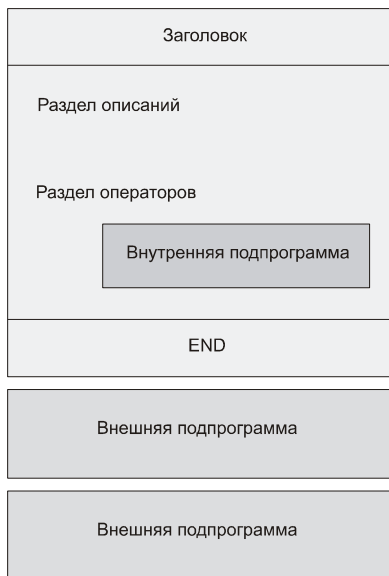 Заголовок
Раздел описаний
Раздел операторов
Внутренняя подпрограмма
END
Внешняя подпрограмма
Внешняя подпрограмма